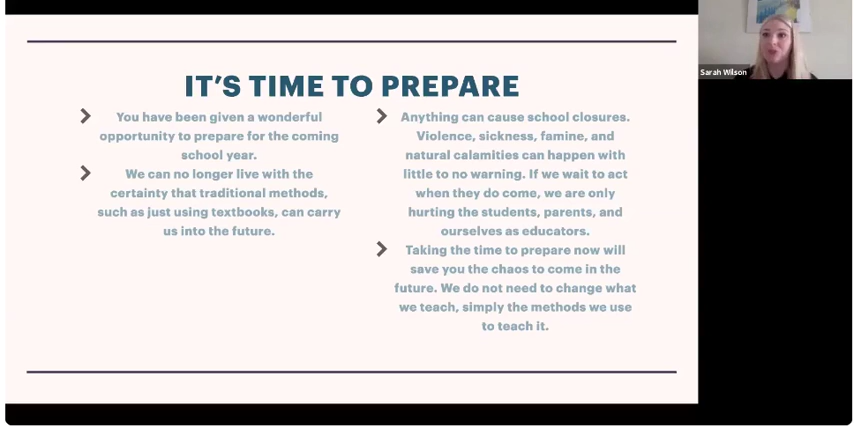 IT'S TIME TO PREPARE
You have been given a wonderful
opportunity to prepare for the coming
school year.
We can no longer live with the
certainty that traditional methods,
such as just using textbooks, can carry
us into the future.
Anything can cause school closures.
Violence, sickness, famine, and
natural calamities can happen with
little to no warning. If we wait to act
when they do come, we are only
hurting the students, parents, and
ourselves as educators.
Taking the time to prepare now will
save you the chaos to come in the
future. We do not need to change what
we teach, simply the methods we use
to teach it.
Sarah Wilson